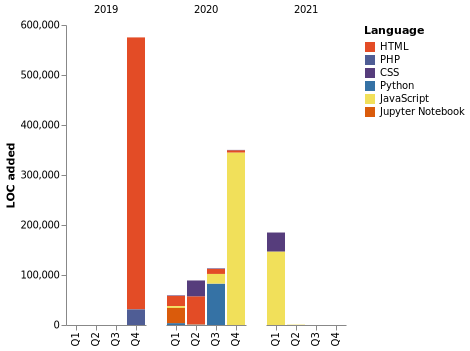 2019 2020 2021
Language
HTML
PHP
CSS
Python
JavaScript
Jupyter Notebook
LOC added
600,000
500,000
400,000
300,000
200,000
100,000
0
Q1 Q2 Q3 Q4 Q1 Q2 Q3 Q4 Q1 Q2 Q3 Q4